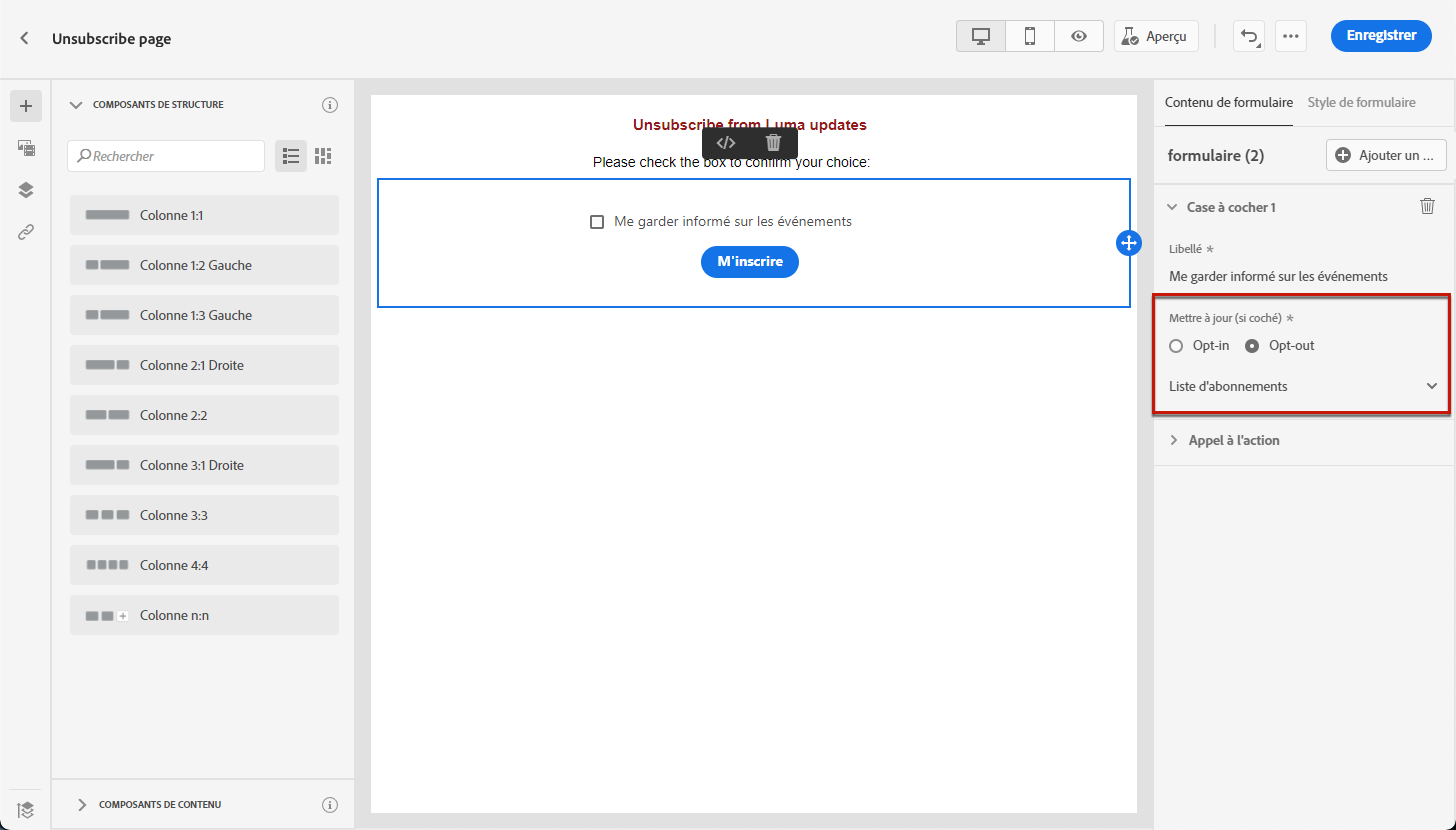 Unsubscribe page
Aperçu
Enregistrer
COMPOSANTS DE STRUCTURE
Rechercher
Colonne 1:1
Colonne 1:2 Gauche
Colonne 1:3 Gauche
Colonne 2:1 Droite
Colonne 2:2
Colonne 3:1 Droite
Colonne 3:3
Colonne 4:4
Colonne n:n
COMPOSANTS DE CONTENU
Unsubscribe from Luma updates
Please check the box to confirm your choice:
Me garder informé sur les événements
M'inscrire
Contenu de formulaire
Style de formulaire
formulaire (2)
Ajouter un ...
Case à cocher 1
Libellé *
Me garder informé sur les événements
Mettre à jour (si coché) *
Opt-in
Opt-out
Liste d'abonnements
Appel à l'action